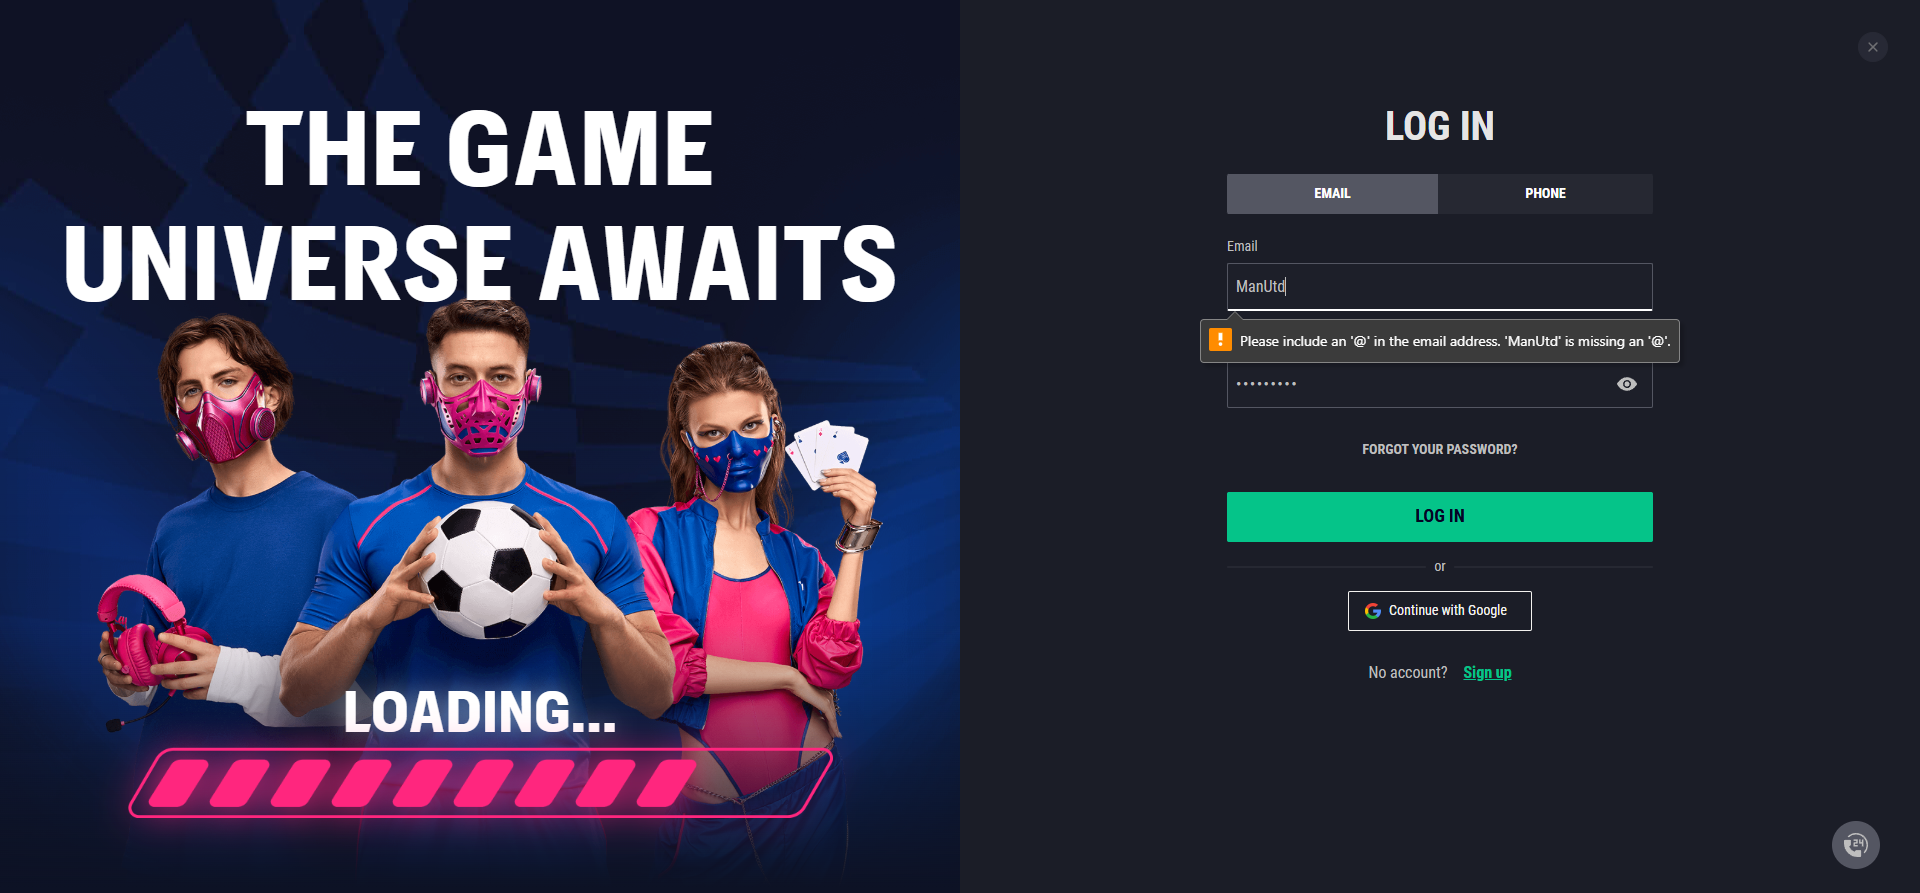 THE GAME
UNIVERSE AWAITS
LOADING...
LOG IN
EMAIL
PHONE
Email
ManUtd
Please include an '@' in the email address. 'ManUtd' is missing an '@'.
•••••••••
FORGOT YOUR PASSWORD?
LOG IN
or
Continue with Google
No account? Sign up
24